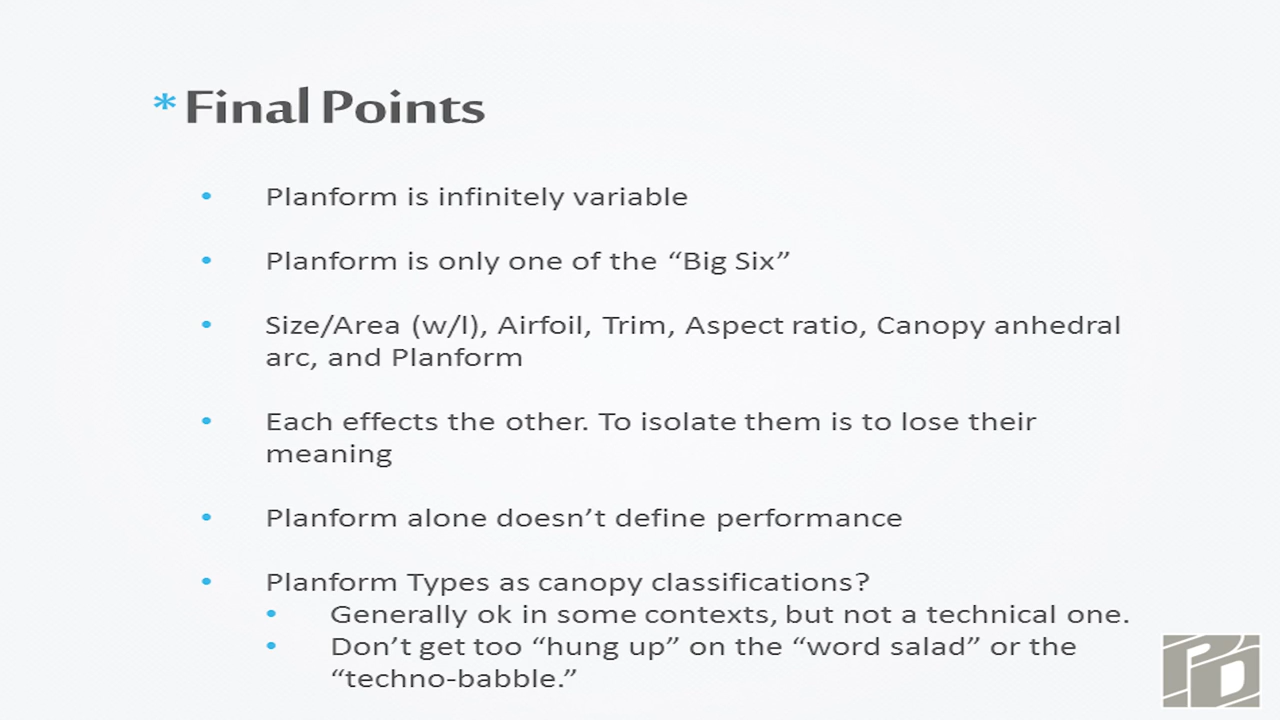 * Final Points
• Planform is infinitely variable
• Planform is only one of the “Big Six”
• Size/Area (w/l), Airfoil, Trim, Aspect ratio, Canopy anhedral
arc, and Planform
• Each effects the other. To isolate them is to lose their
meaning
• Planform alone doesn’t define performance
• Planform Types as canopy classifications?
• Generally ok in some contexts, but not a technical one.
• Don’t get too “hung up” on the “word salad” or the
“techno-babble.”
PD